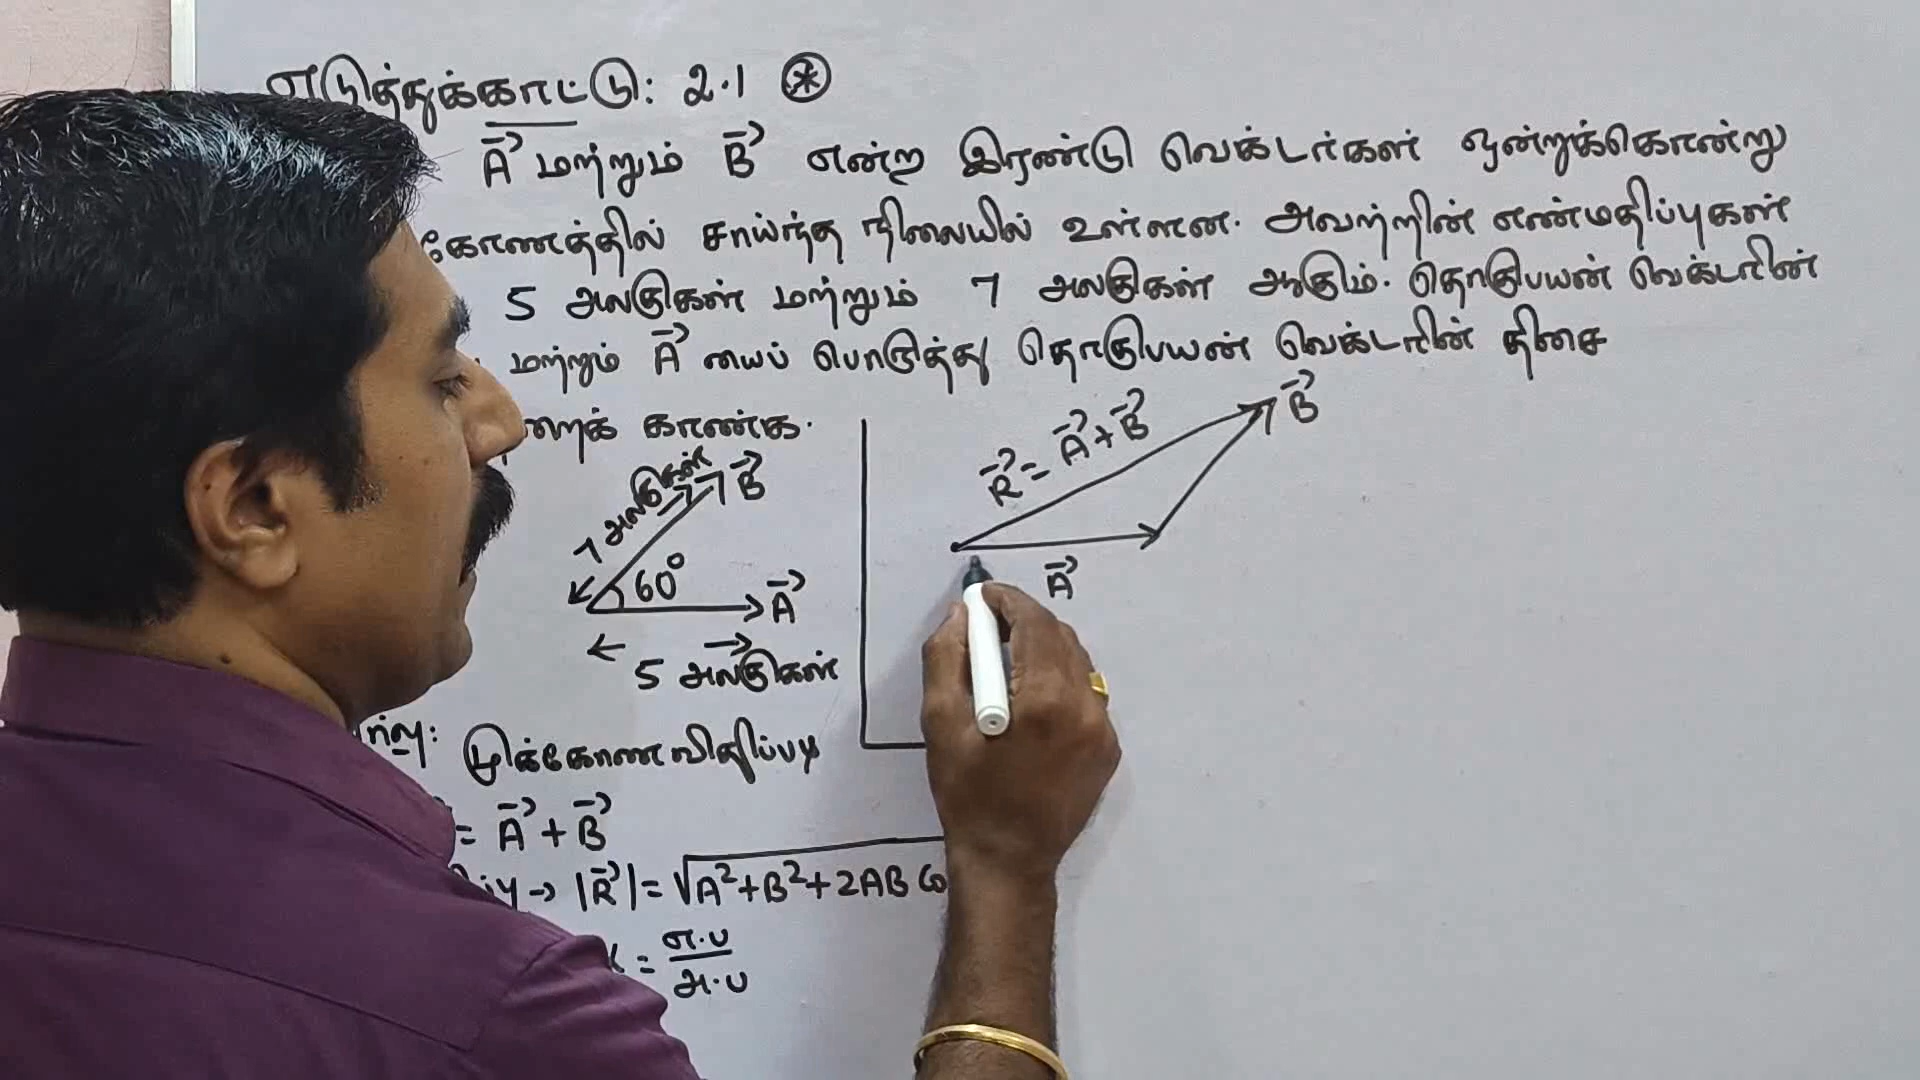 எடுத்துக்காட்டு: 2.1 *
A⃗ மற்றும் B⃗ என்ற இரண்டு வெக்டர்கள் ஒன்றுக்கொன்று
கோணத்தில் சாய்ந்த நிலையில் உள்ளன. அவற்றின் எண்மதிப்புகள்
5 அலகுகள் மற்றும் 7 அலகுகள் ஆகும். தொகுபயன் வெக்டரின்
மற்றும் A⃗ யைப் பொறுத்து தொகுபயன் வெக்டரின் திசை
காண்க.
7 அலகுகள் B⃗
60°
A⃗
5 அலகுகள்
R⃗ = A⃗ + B⃗
B⃗
A⃗
முக்கோண விதிப்படி
= A⃗ + B⃗
→ |R⃗| = √A² + B² + 2AB Co
= எ.ப
அ.ப